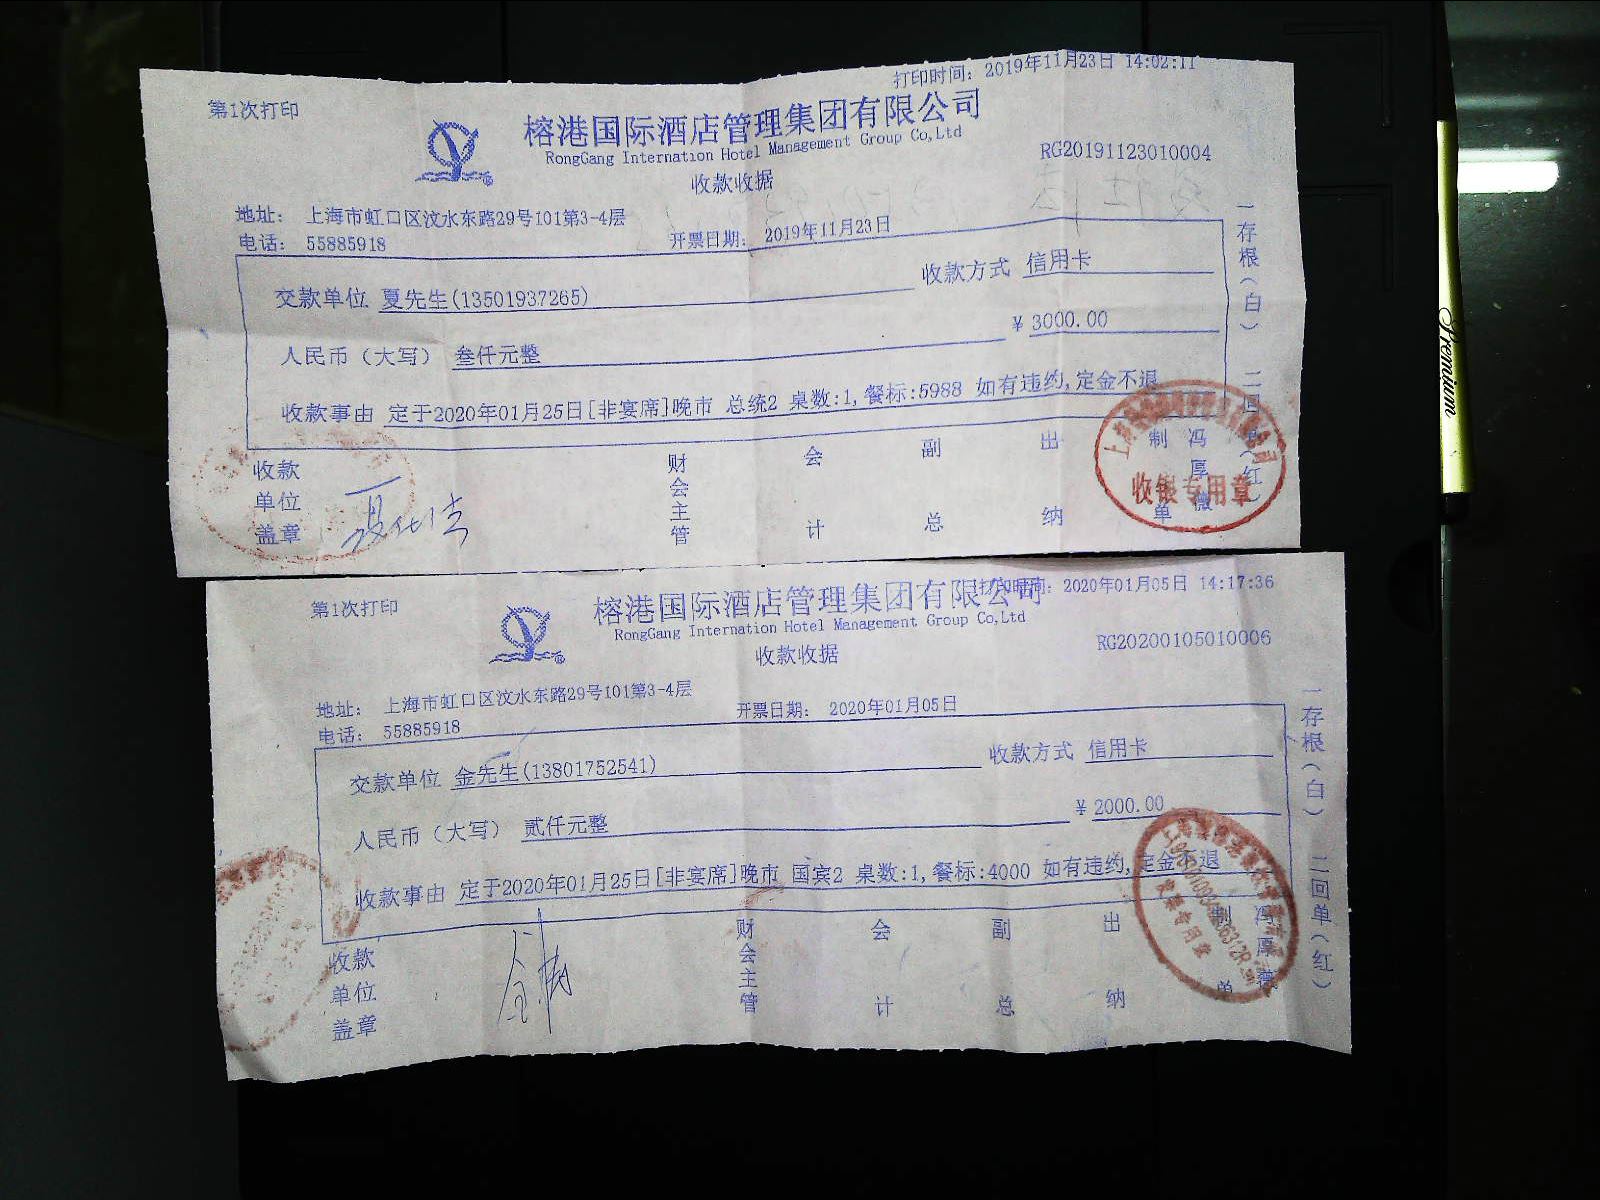 第1次打印
打印时间: 2019年11月23日 14:02:11
榕港国际酒店管理集团有限公司
RongGang Internation Hotel Management Group Co,Ltd
RG20191123010004
收款收据
地址: 上海市虹口区汶水东路29号101第3-4层
电话: 55885918
开票日期: 2019年11月23日
交款单位 夏先生(13501937265)
收款方式 信用卡
人民币(大写) 叁仟元整
¥ 3000.00
收款事由 定于2020年01月25日[非宴席]晚市 总统2 桌数:1,餐标:5988 如有违约,定金不退
收款单位盖章
财会主管
会计
副总
出纳
制单 冯厚薇
收银专用章
一存根(白) 二回单(红)
第1次打印
打印时间: 2020年01月05日 14:17:36
榕港国际酒店管理集团有限公司
RongGang Internation Hotel Management Group Co,Ltd
RG20200105010006
收款收据
地址: 上海市虹口区汶水东路29号101第3-4层
电话: 55885918
开票日期: 2020年01月05日
交款单位 金先生(13801752541)
收款方式 信用卡
人民币(大写) 贰仟元整
¥ 2000.00
收款事由 定于2020年01月25日[非宴席]晚市 国宾2 桌数:1,餐标:4000 如有违约,定金不退
收款单位盖章
财会主管
会计
副总
出纳
制单 冯厚薇
发票专用章
一存根(白) 二回单(红)
Premium